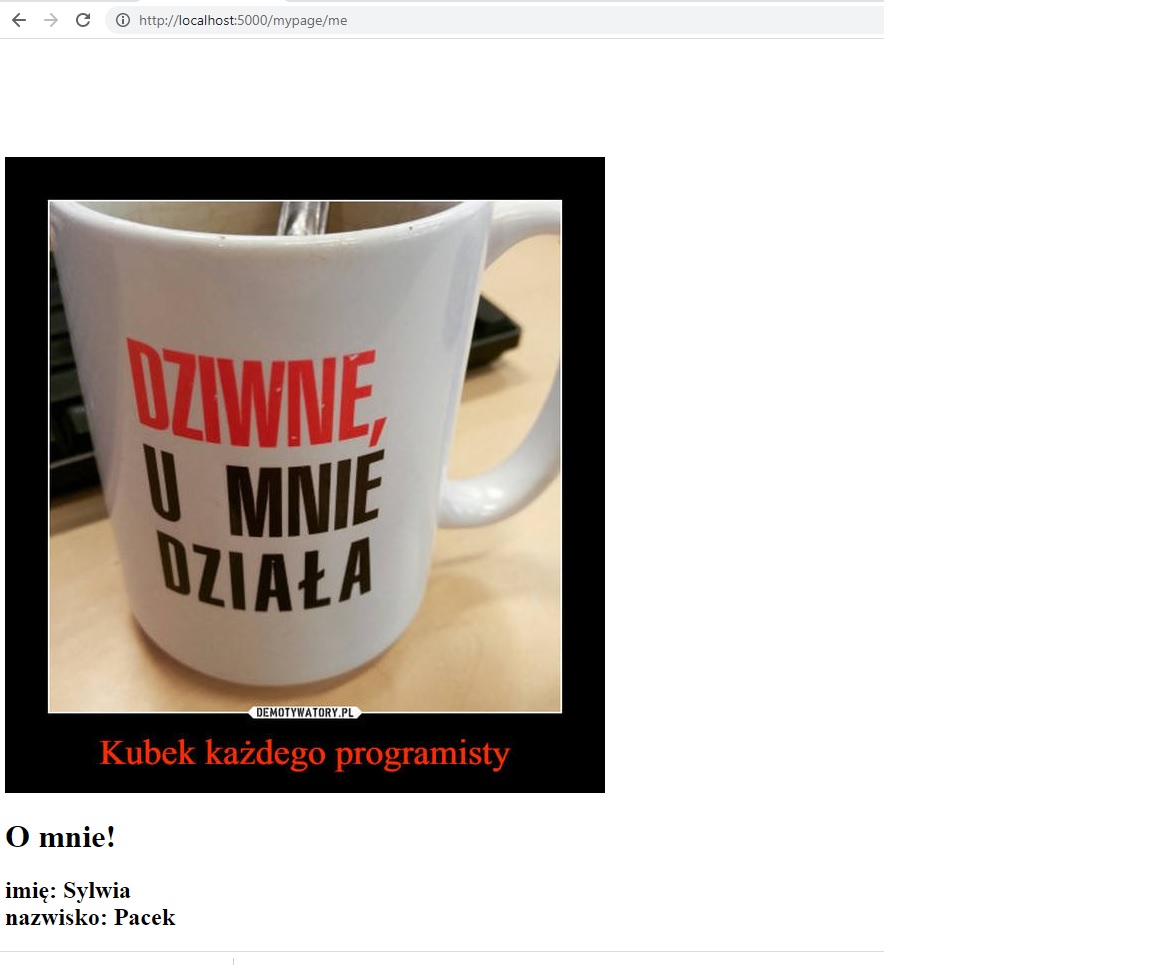 http://localhost:5000/mypage/me
DZIWNE,
U MNIE
DZIAŁA
DEMOTYWATORY.PL
Kubek każdego programisty
O mnie!
imię: Sylwia
nazwisko: Pacek